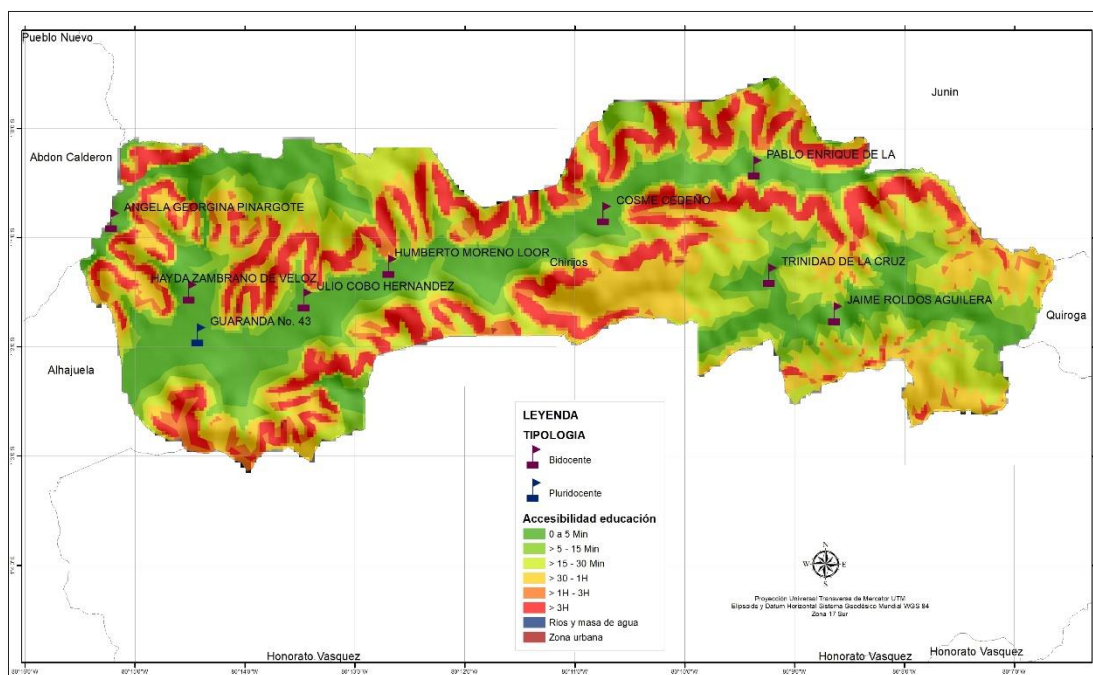 Pueblo Nuevo
Junin
Abdon Calderon
PABLO ENRIQUE DE LA
COSME CEDEÑO
ANGELA GEORGINA PINARGOTE
HUMBERTO MORENO LOOR
Chirijos
TRINIDAD DE LA CRUZ
HAYDA ZAMBRANO DE VELOZ
ULIO COBO HERNANDEZ
JAIME ROLDOS AGUILERA
GUARANDA No. 43
Quiroga
Alhajuela
LEYENDA
TIPOLOGIA
Bidocente
Pluridocente
Accesibilidad educación
0 a 5 Min
> 5 - 15 Min
> 15 - 30 Min
> 30 - 1H
> 1H - 3H
> 3H
Rios y masa de agua
Zona urbana
N
W
E
S
Proyección Universal Transversa de Mercator UTM
Elipsoide y Datum Horizontal Sistema Geodésico Mundial WGS 84
Zona 17 Sur
Honorato Vasquez
Honorato Vasquez
Honorato Vasquez